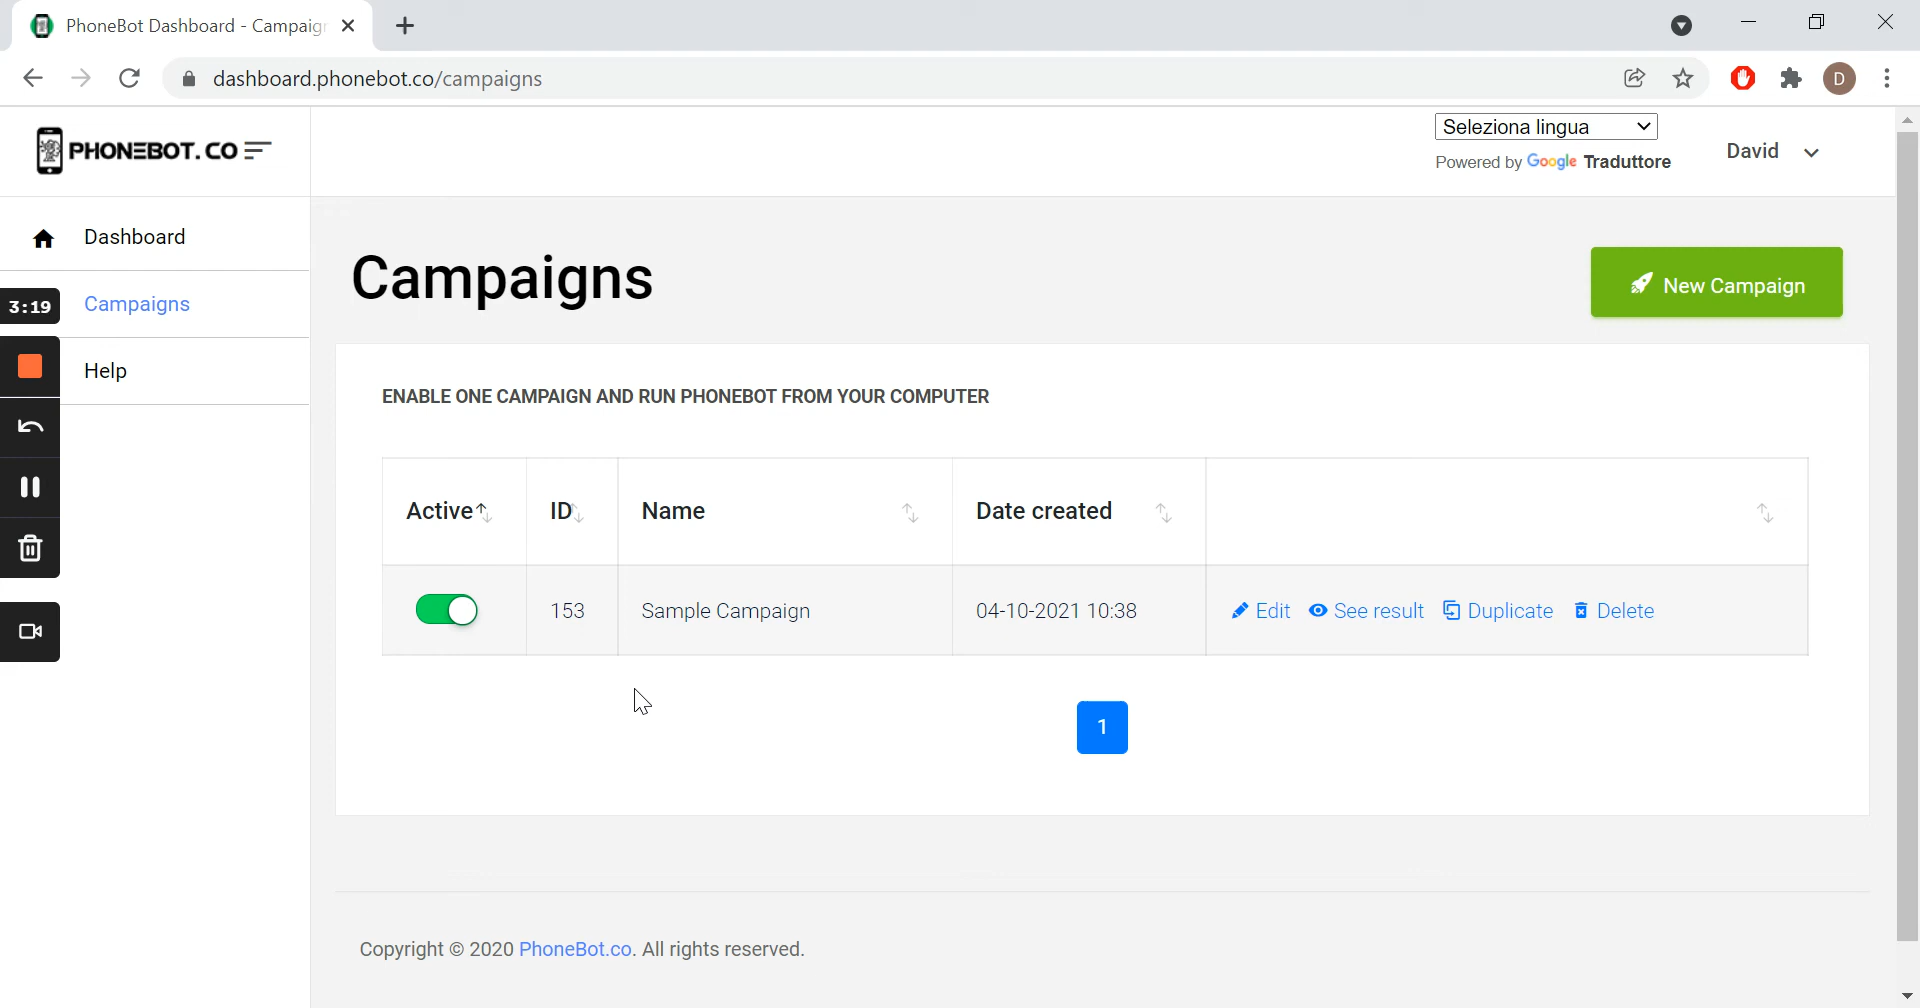 PhoneBot Dashboard - Campaig
dashboard.phonebot.co/campaigns
D
PHONEBOT.CO
Seleziona lingua
Powered by Google Traduttore
David
Dashboard
Campaigns
Help
3:19
Campaigns
New Campaign
ENABLE ONE CAMPAIGN AND RUN PHONEBOT FROM YOUR COMPUTER
Active ID Name Date created
153 Sample Campaign 04-10-2021 10:38 Edit See result Duplicate Delete
1
Copyright © 2020 PhoneBot.co. All rights reserved.